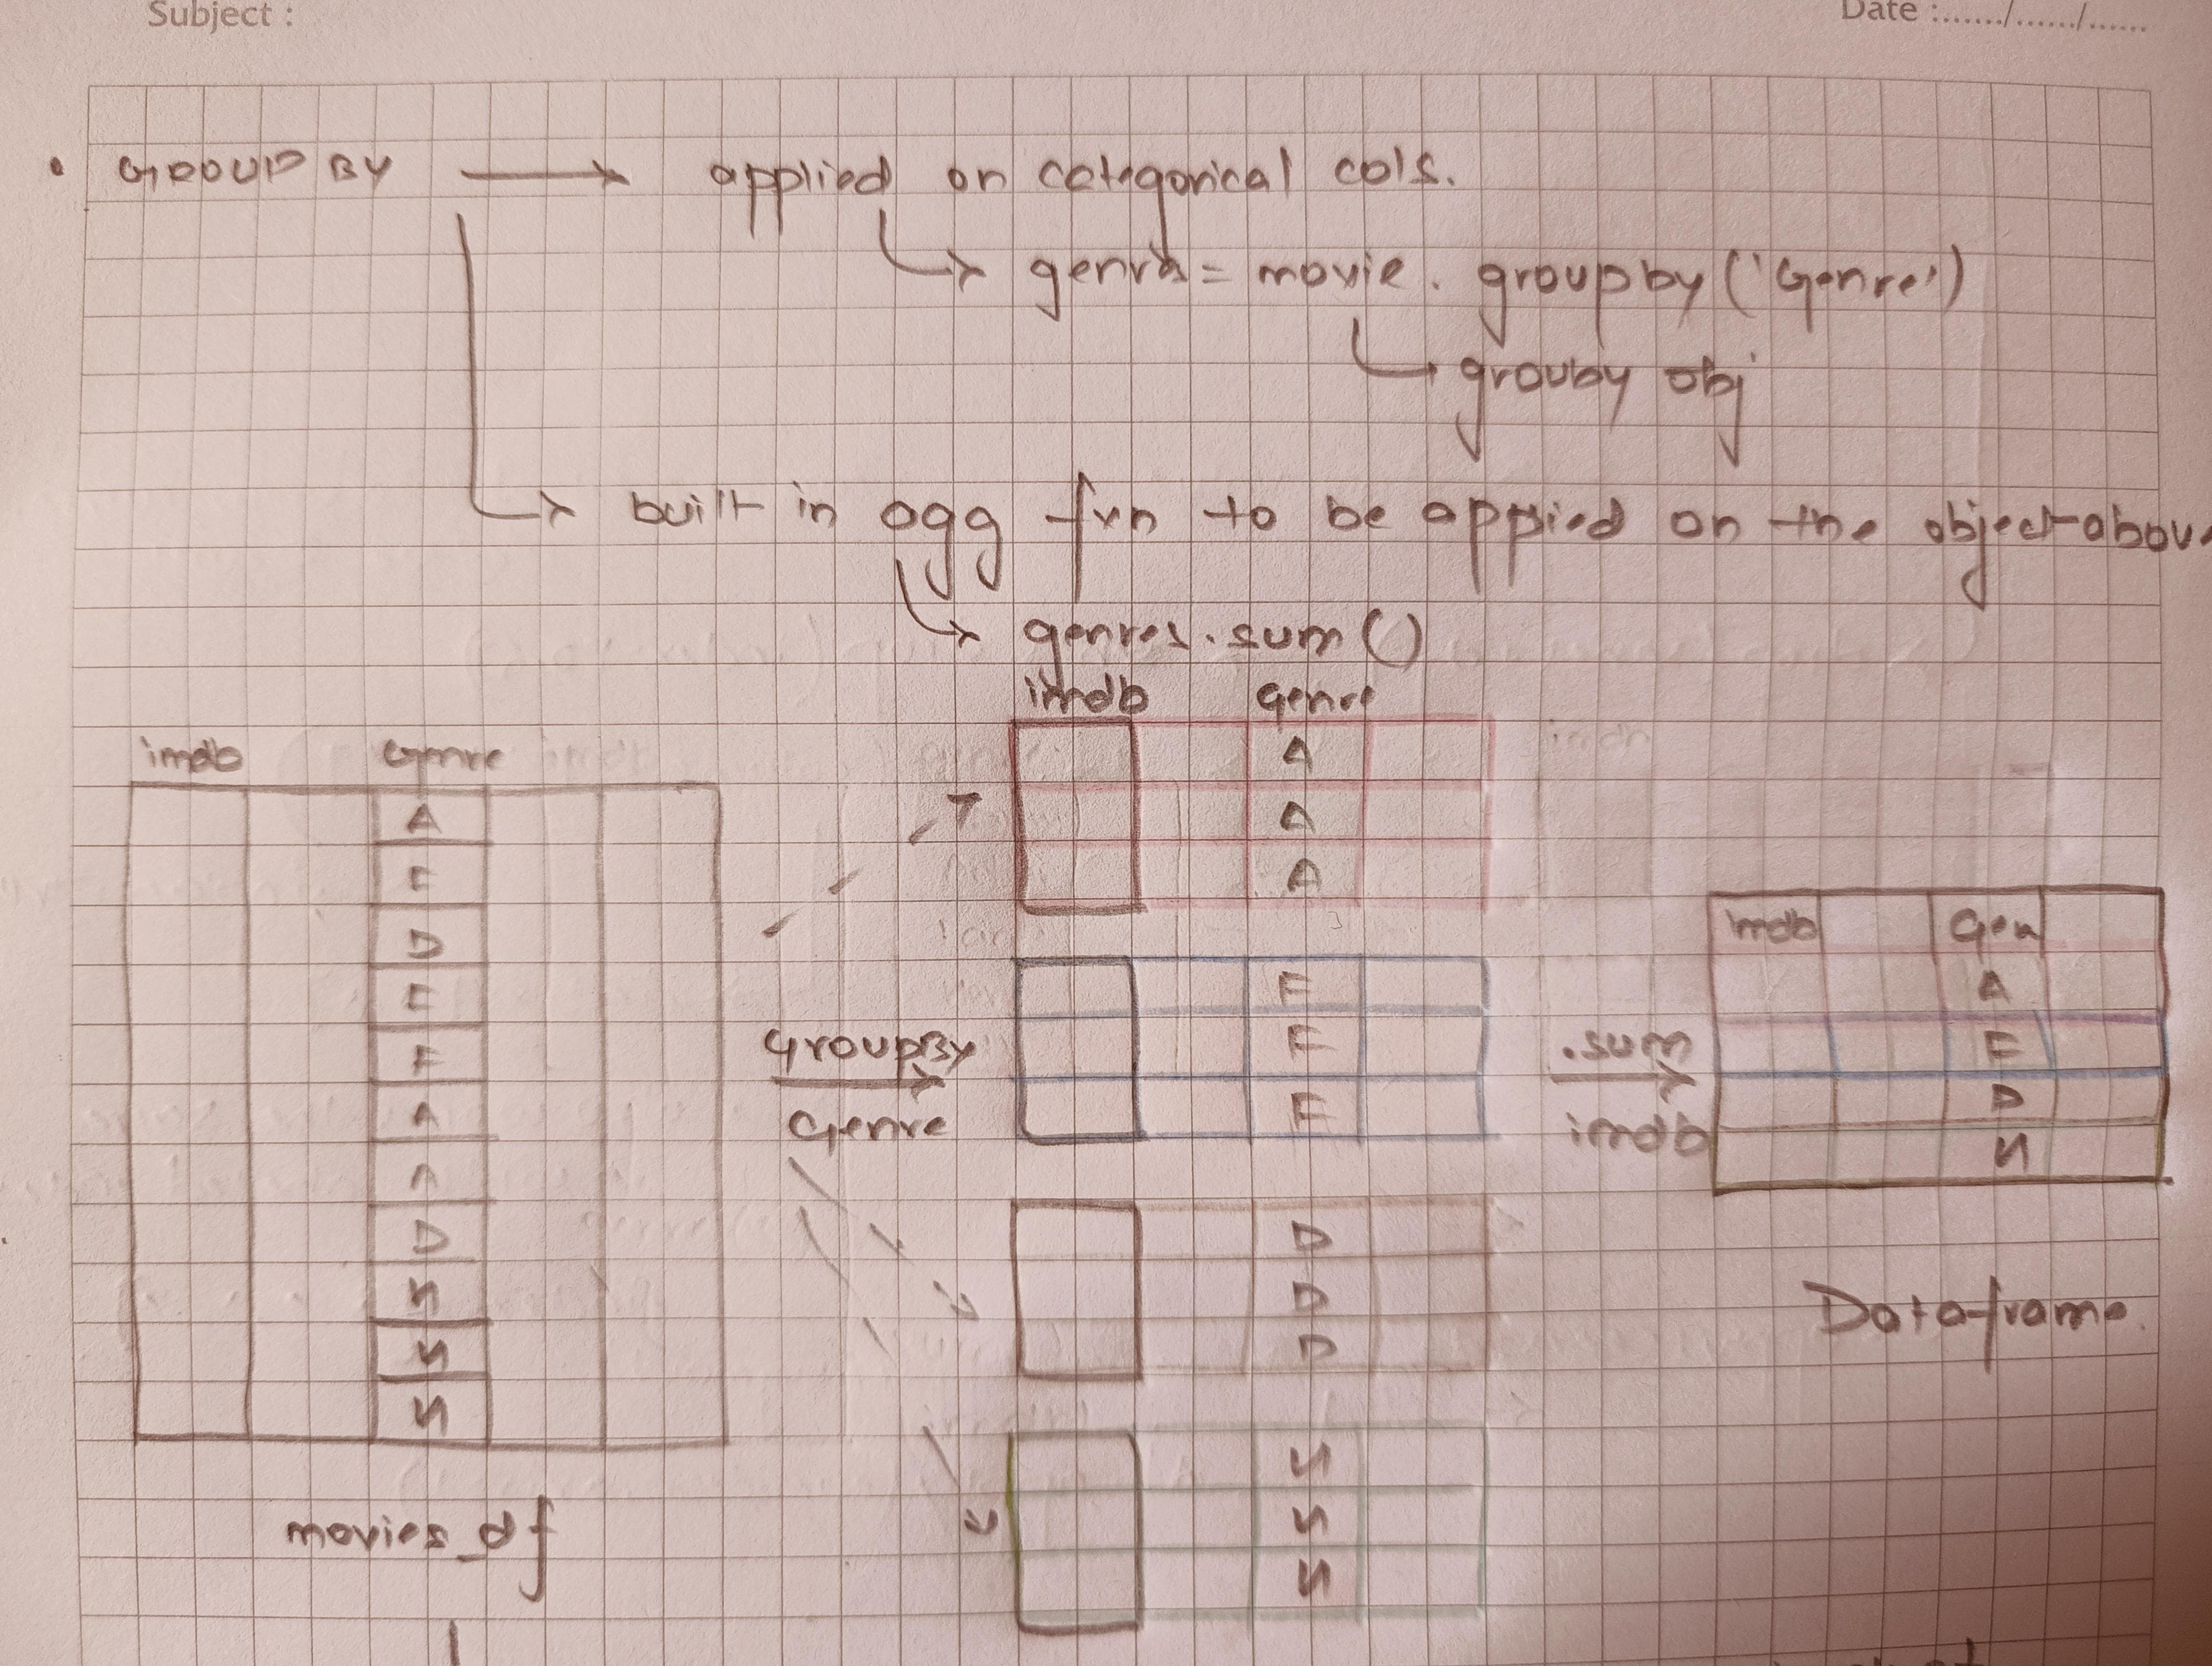 Subject :
Date :....../....../......
• GROUP BY → applied on categorical cols.
genre = movie . groupby ('Genre')
grouby obj
built in agg fxn to be applied on the object above
genres . sum ()
imdb Genre
A
A
A
imdb Genre
A
F
D
F
F
A
A
D
S
S
S
movies_df
GroupBy
Genre
F
F
F
D
D
D
S
S
S
.sum
imdb
imdb Gen
A
F
D
S
Dataframe.